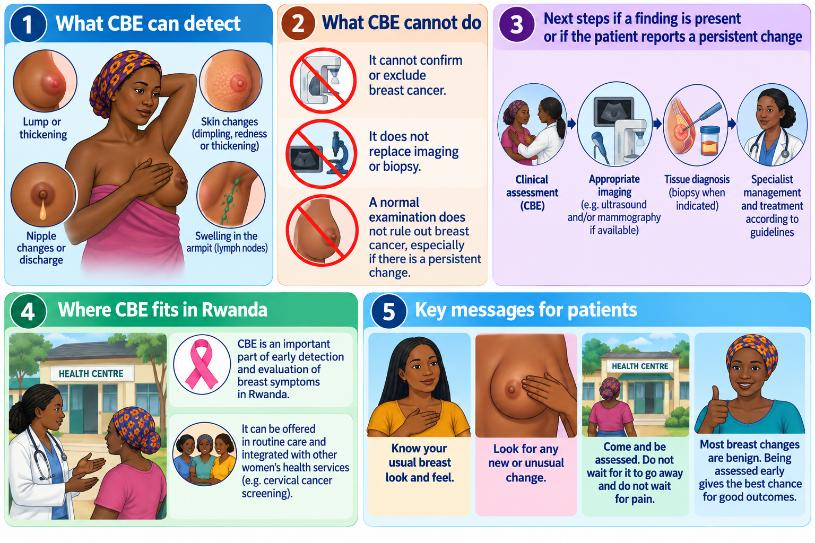 1 What CBE can detect
Lump or
thickening
Skin changes
(dimpling, redness
or thickening)
Nipple
changes or
discharge
Swelling in the
armpit (lymph nodes)
2 What CBE cannot do
It cannot confirm
or exclude
breast cancer.
It does not
replace imaging
or biopsy.
A normal
examination does
not rule out breast
cancer, especially
if there is a persistent
change.
3 Next steps if a finding is present
or if the patient reports a persistent change
Clinical
assessment
(CBE)
Appropriate
imaging
(e.g. ultrasound
and/or mammography
if available)
Tissue diagnosis
(biopsy when
indicated)
Specialist
management
and treatment
according to
guidelines
4 Where CBE fits in Rwanda
HEALTH CENTRE
CBE is an important
part of early detection
and evaluation of
breast symptoms
in Rwanda.
It can be offered
in routine care and
integrated with other
women's health services
(e.g. cervical cancer
screening).
5 Key messages for patients
Know your
usual breast
look and feel.
Look for any
new or unusual
change.
HEALTH CENTRE
Come and be
assessed. Do not
wait for it to go away
and do not wait
for pain.
Most breast changes
are benign. Being
assessed early
gives the best chance
for good outcomes.